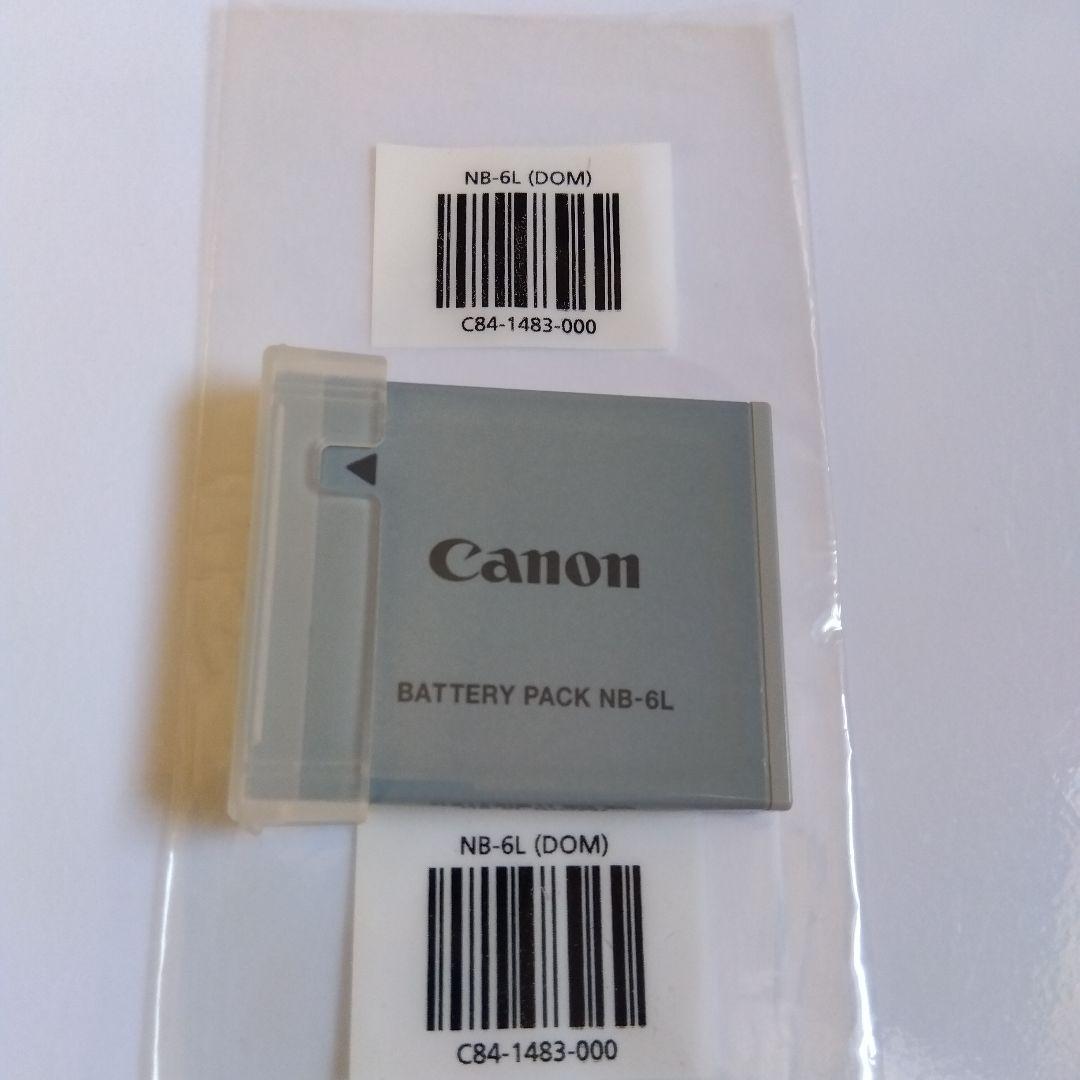 NB-6L (DOM)
C84-1483-000
Canon
BATTERY PACK NB-6L
NB-6L (DOM)
C84-1483-000